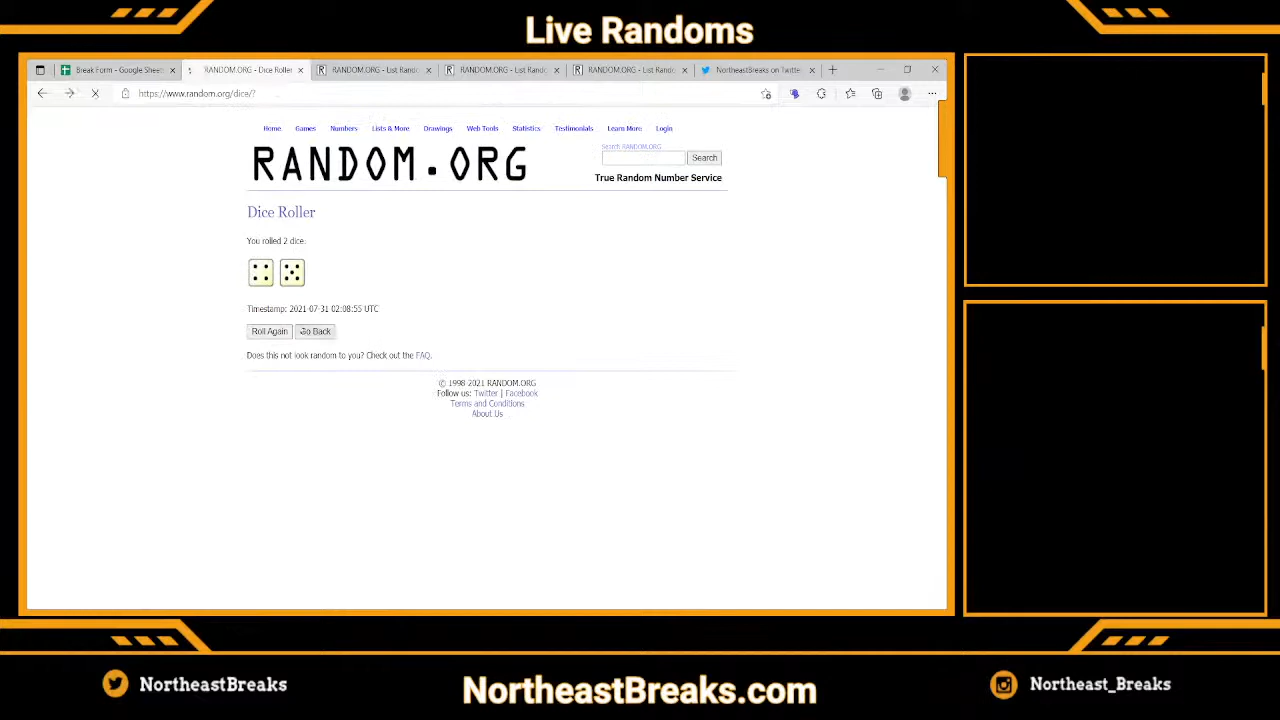 Live Randoms
Break Form - Google Sheet
RANDOM.ORG - Dice Roller
RANDOM.ORG - List Rando
RANDOM.ORG - List Rando
RANDOM.ORG - List Rando
NortheastBreaks on Twitte
https://www.random.org/dice/?
Home Games Numbers Lists & More Drawings Web Tools Statistics Testimonials Learn More Login
RANDOM.ORG
Search RANDOM.ORG
Search
True Random Number Service
Dice Roller
You rolled 2 dice:
Timestamp: 2021-07-31 02:08:55 UTC
Roll Again Go Back
Does this not look random to you? Check out the FAQ.
© 1998 2021 RANDOM.ORG
Follow us: Twitter | Facebook
Terms and Conditions
About Us
NortheastBreaks
NortheastBreaks.com
Northeast_Breaks